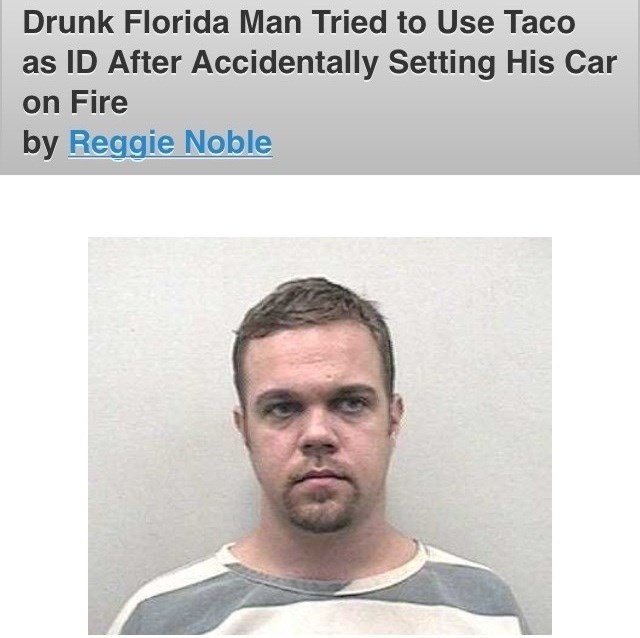 Drunk Florida Man Tried to Use Taco
as ID After Accidentally Setting His Car
on Fire
by Reggie Noble